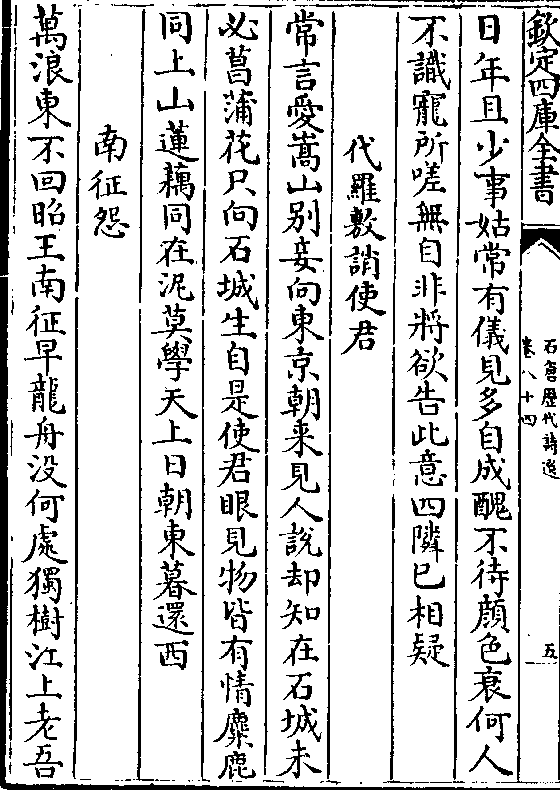 欽定四庫全書
石倉歷代詩選
卷八十四
五
日年且少事姑常有儀見多自成醜不待顔色衰何人
不識寵所嗟無自非將欲告此意四隣已相疑
代羅敷誚使君
常言愛嵩山别妾向東京朝来見人說却知在石城未
必菖蒲花只向石城生自是使君眼見物皆有情麋鹿
同上山蓮藕同在泥莫學天上日朝東暮還西
南征怨
萬浪東不回昭王南征早龍舟没何處獨樹江上老吾